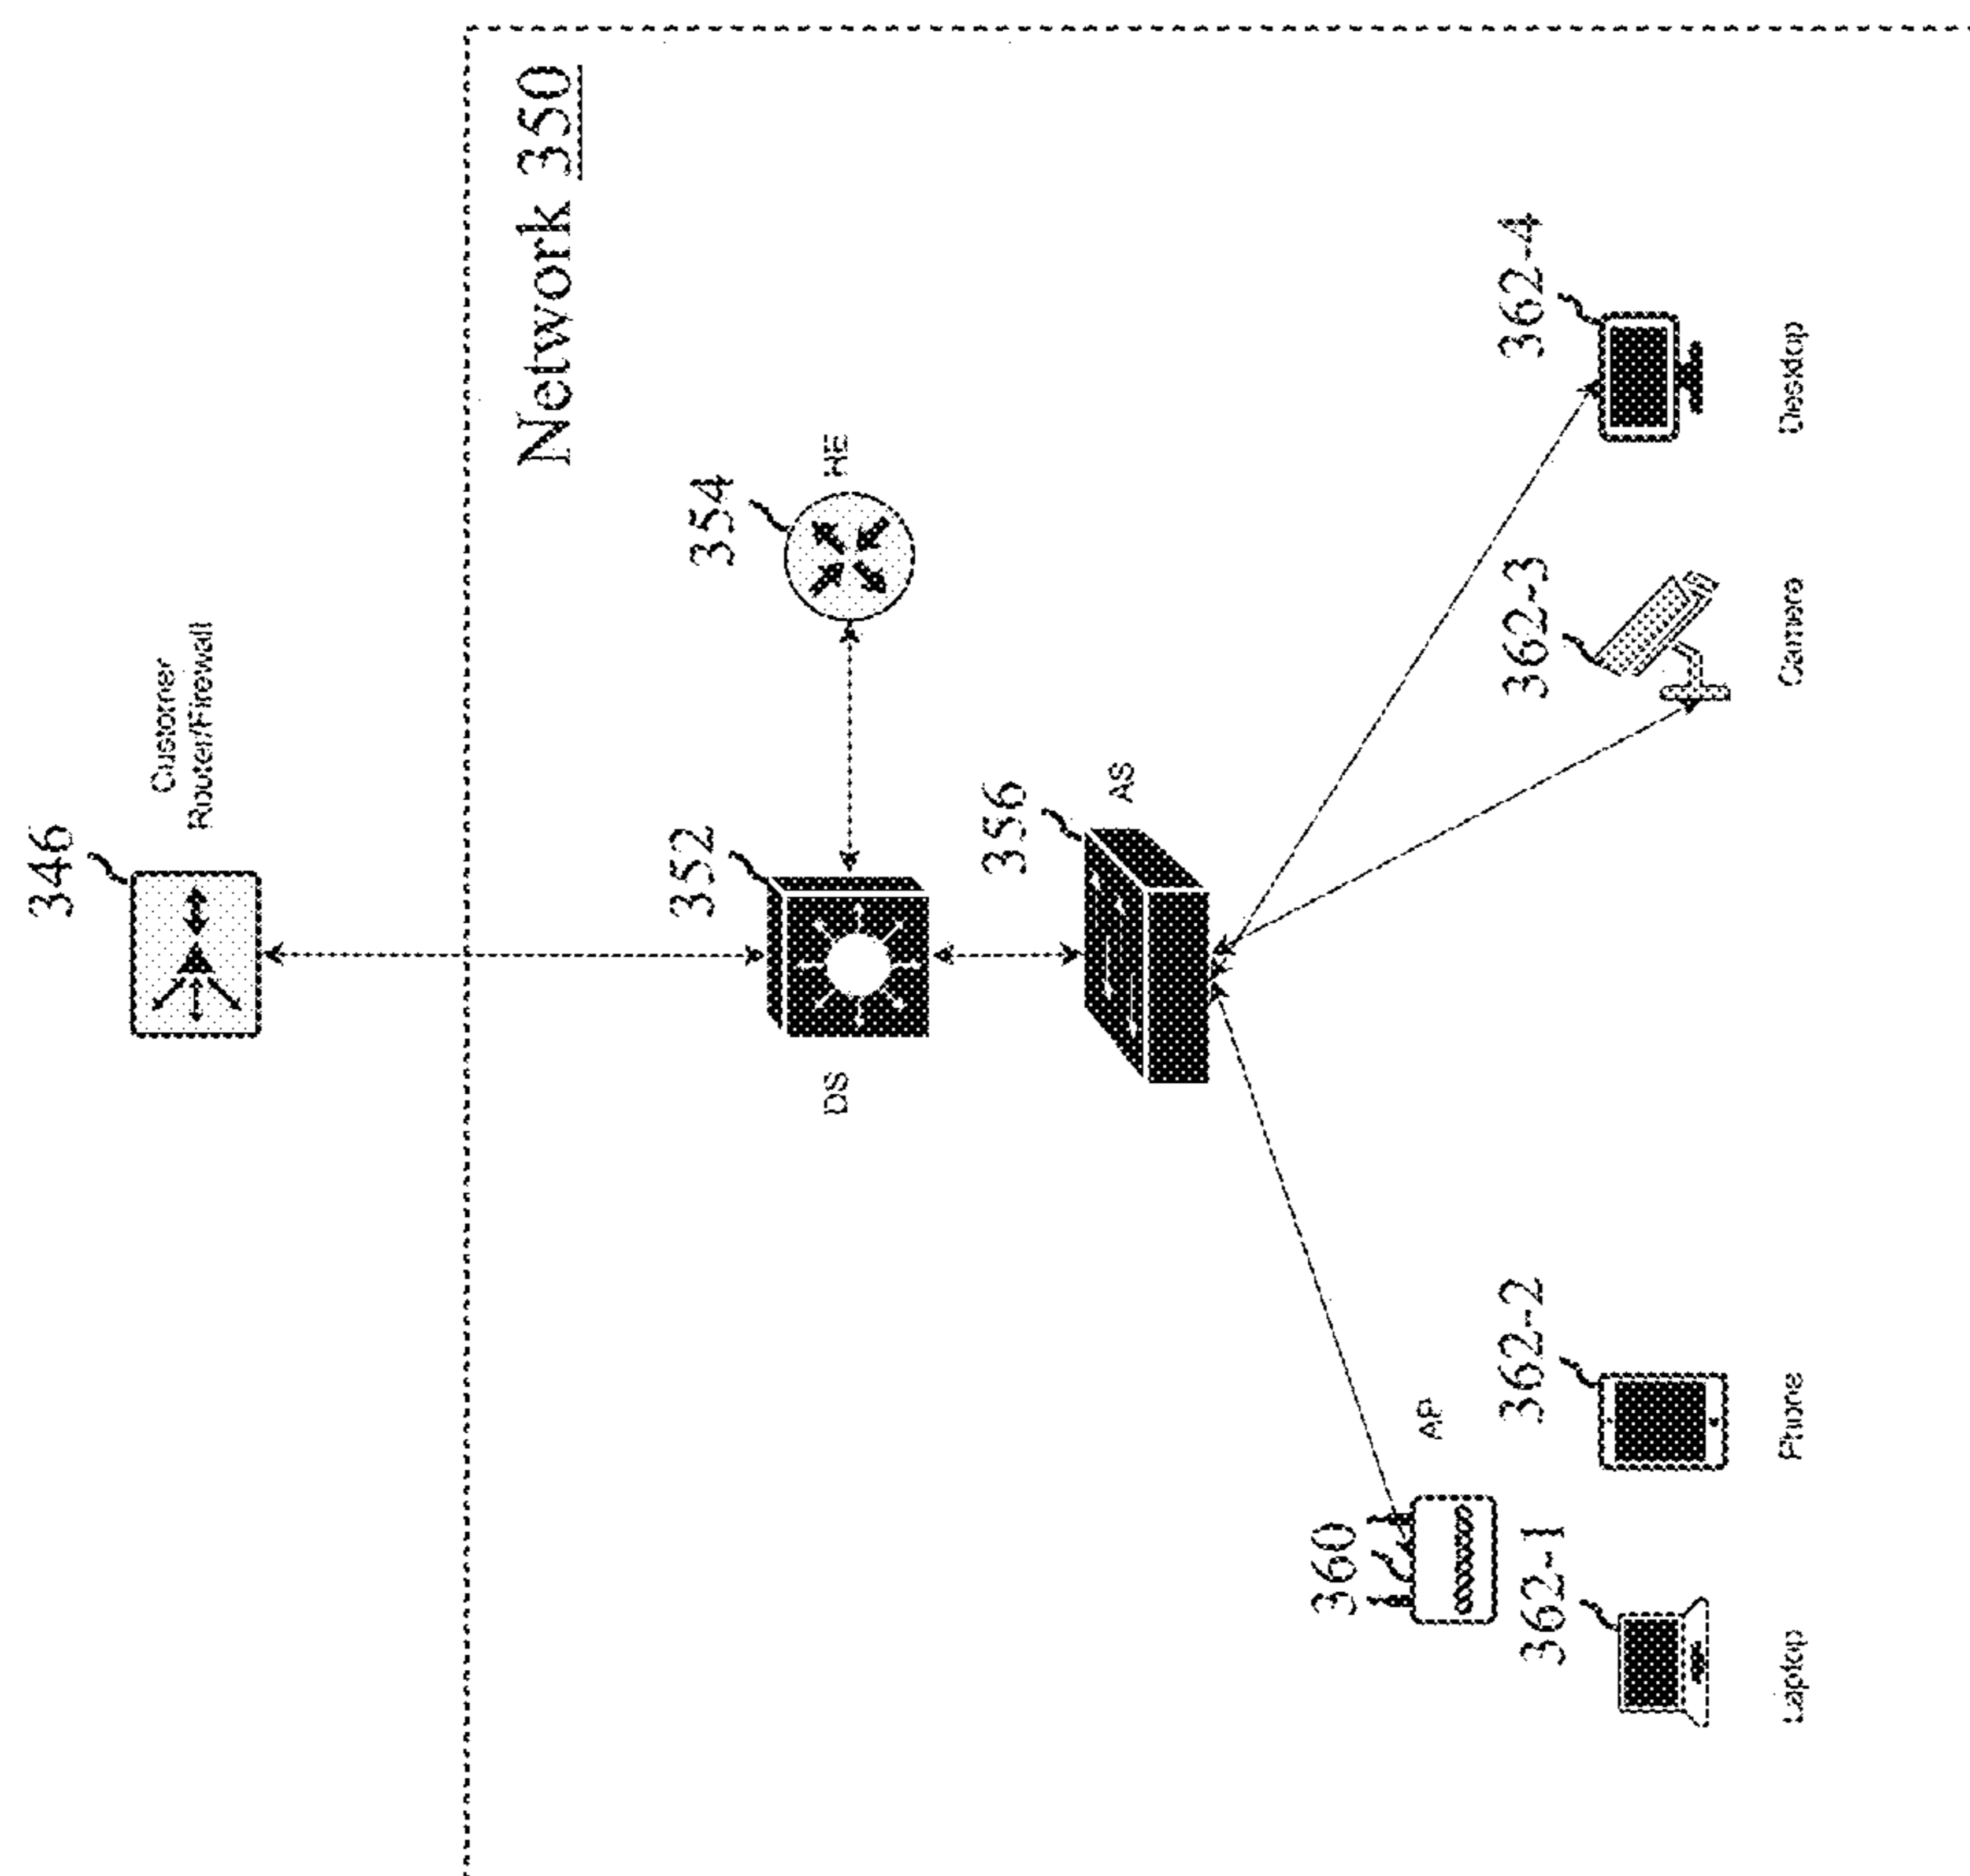 346
Customer
Router/Firewall
Network 350
352
DS
354
HE
356
AS
360
AP
362-1
Laptop
362-2
Phone
362-3
Camera
362-4
Desktop